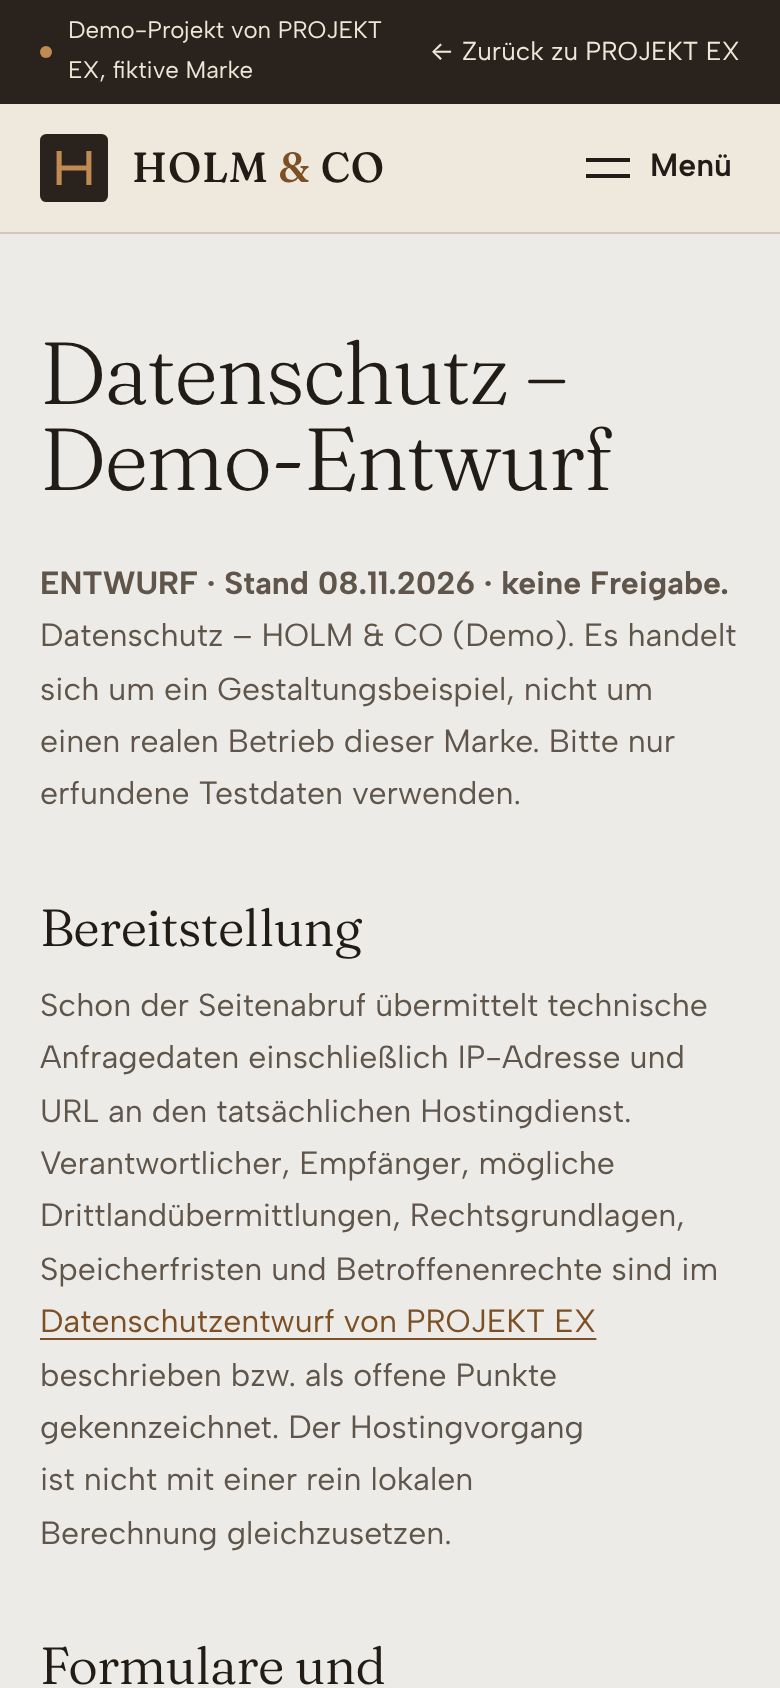 Demo-Projekt von PROJEKT
EX, fiktive Marke
← Zurück zu PROJEKT EX
H HOLM & CO
Menü
Datenschutz –
Demo-Entwurf
ENTWURF · Stand 08.11.2026 · keine Freigabe.
Datenschutz – HOLM & CO (Demo). Es handelt
sich um ein Gestaltungsbeispiel, nicht um
einen realen Betrieb dieser Marke. Bitte nur
erfundene Testdaten verwenden.
Bereitstellung
Schon der Seitenabruf übermittelt technische
Anfragedaten einschließlich IP-Adresse und
URL an den tatsächlichen Hostingdienst.
Verantwortlicher, Empfänger, mögliche
Drittlandübermittlungen, Rechtsgrundlagen,
Speicherfristen und Betroffenenrechte sind im
Datenschutzentwurf von PROJEKT EX
beschrieben bzw. als offene Punkte
gekennzeichnet. Der Hostingvorgang
ist nicht mit einer rein lokalen
Berechnung gleichzusetzen.
Formulare und